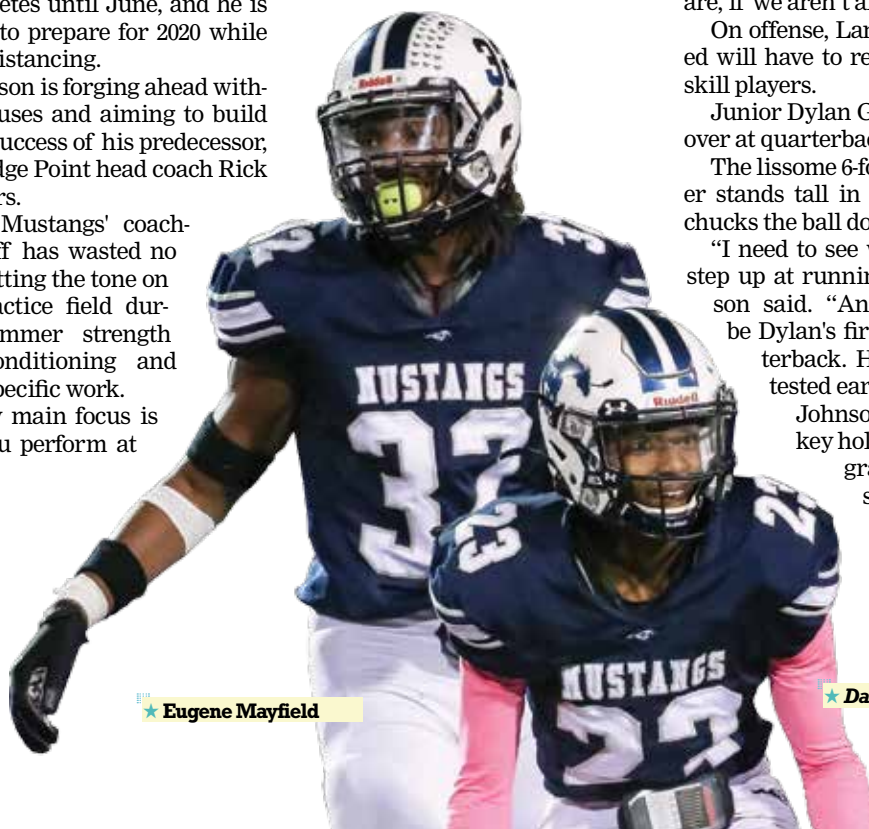 etes until June, and he is
to prepare for 2020 while
istancing.
son is forging ahead with-
uses and aiming to build
uccess of his predecessor,
dge Point head coach Rick
rs.
Mustangs' coach-
ff has wasted no
tting the tone on
actice field dur-
mmer strength
onditioning and
pecific work.
main focus is
u perform at
are, if we aren't a
On offense, Lar
ed will have to re
skill players.
Junior Dylan G
over at quarterbac
The lissome 6-fo
er stands tall in
chucks the ball do
"I need to see
step up at runnin
son said. "An
be Dylan's fir
terback. H
tested ear
Johnso
key hol
gra
s
32
Riddell
32
MUSTANGS
32
Riddell
23
23
MUSTANGS
23
★ Eugene Mayfield
★ Da